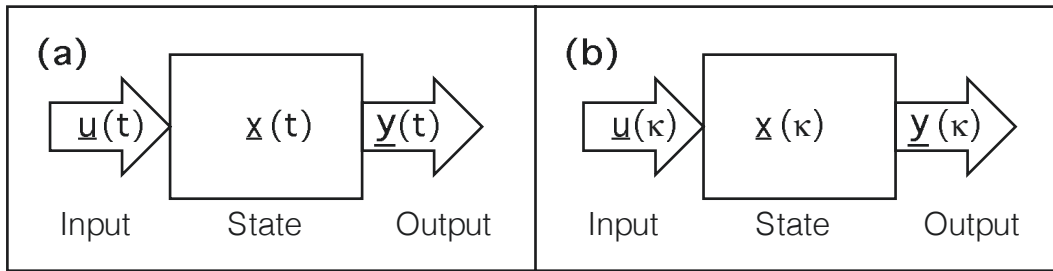 (a)
u(t) x(t) y(t)
Input State Output
(b)
u(κ) x(κ) y(κ)
Input State Output